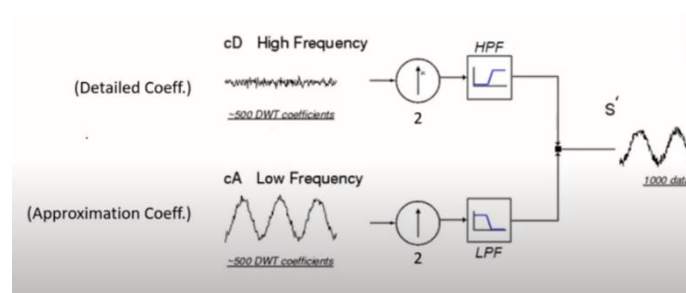 cD High Frequency
HPF
(Detailed Coeff.)
~500 DWT coefficients
2
S'
cA Low Frequency
1000 dat
(Approximation Coeff.)
~500 DWT coefficients
2
LPF